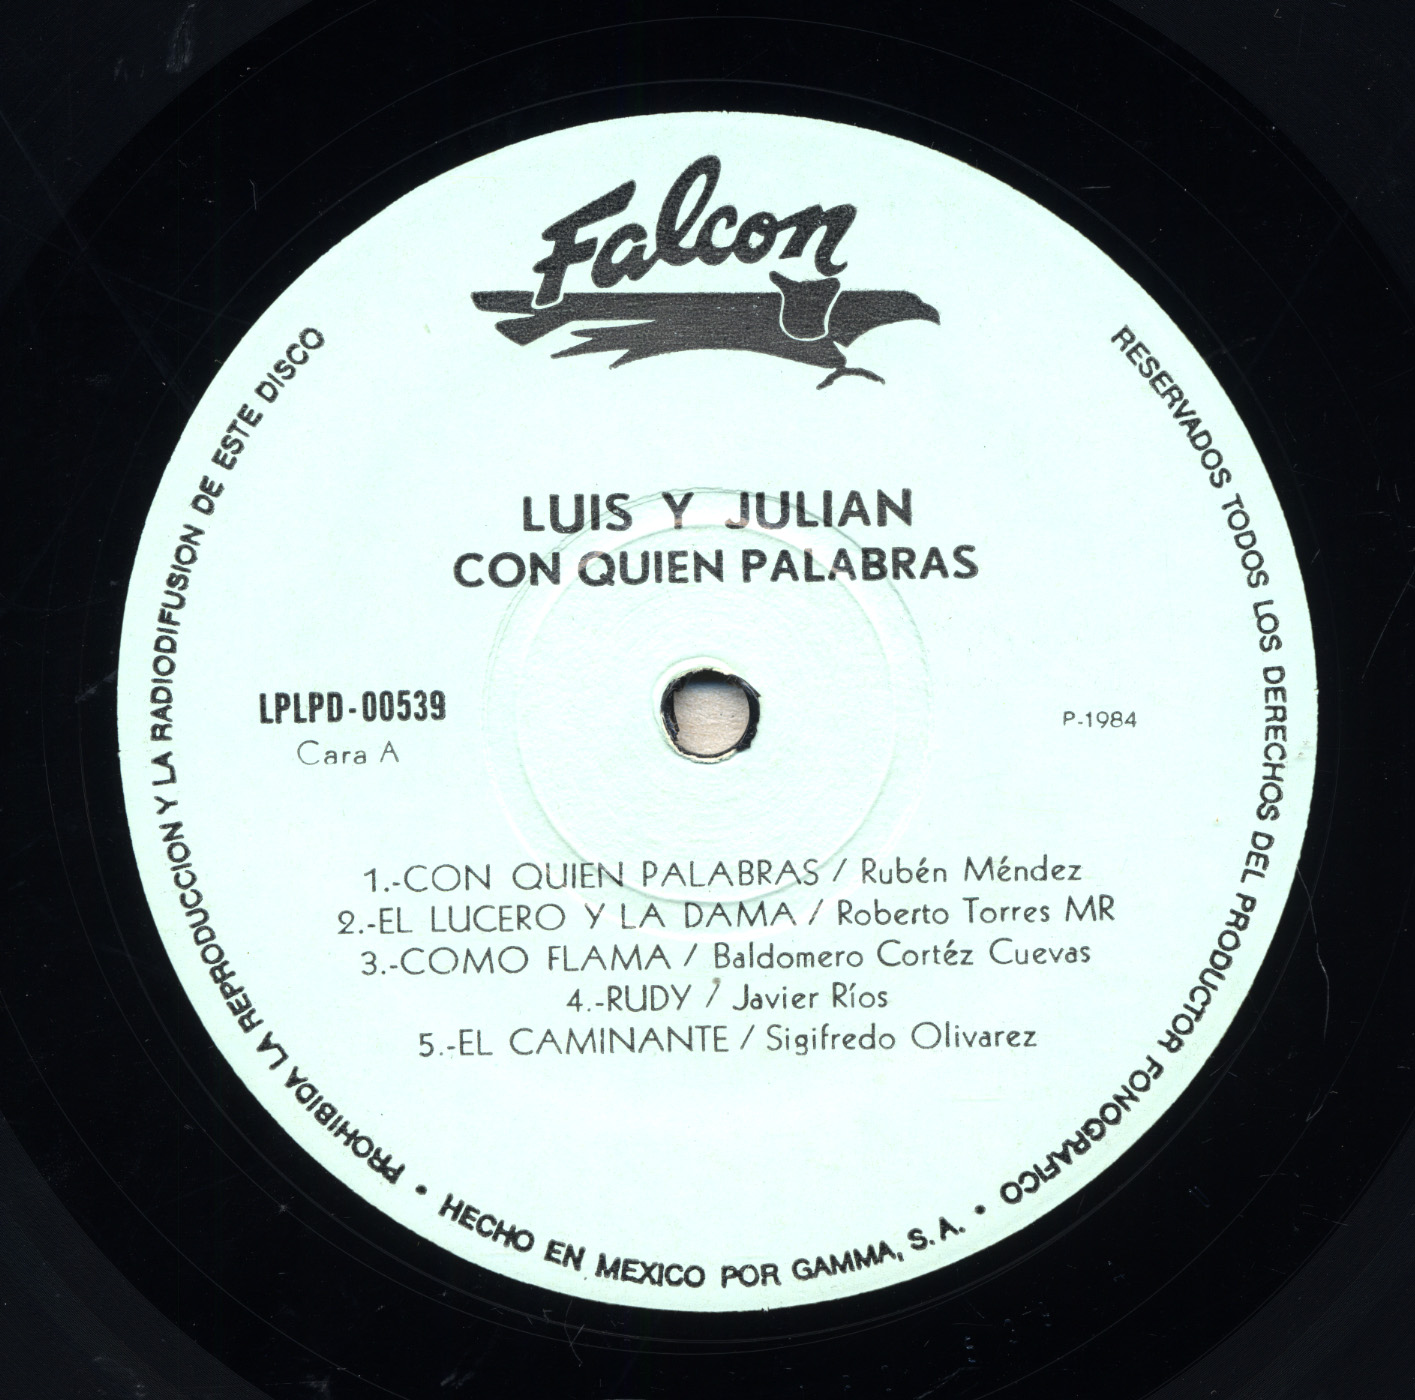 Falcon
LUIS Y JULIAN
CON QUIEN PALABRAS
LPLPD-00539
Cara A
P-1984
1.-CON QUIEN PALABRAS / Rubén Méndez
2.-EL LUCERO Y LA DAMA / Roberto Torres MR
3.-COMO FLAMA / Baldomero Cortéz Cuevas
4.-RUDY / Javier Ríos
5.-EL CAMINANTE / Sigifredo Olivarez
RESERVADOS TODOS LOS DERECHOS DEL PRODUCTOR FONOGRAFICO • HECHO EN MEXICO POR GAMMA, S.A. • PROHIBIDA LA REPRODUCCION Y LA RADIODIFUSION DE ESTE DISCO